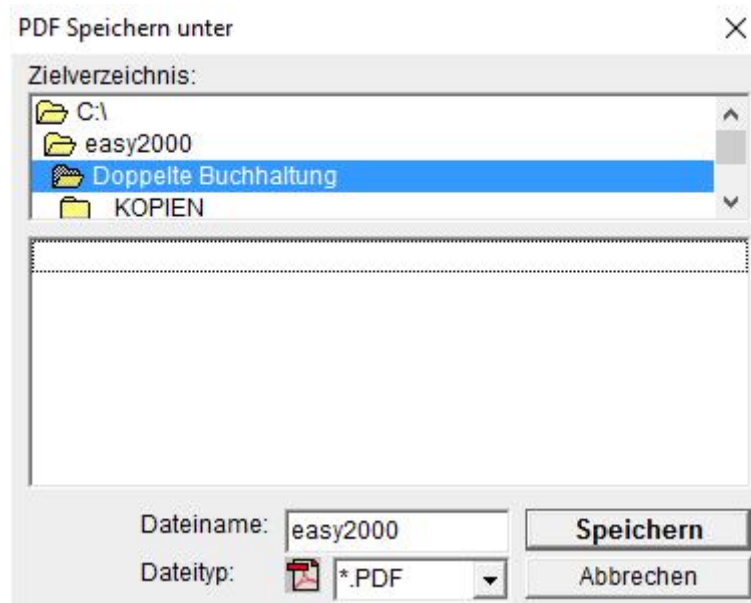 PDF Speichern unter
Zielverzeichnis:
C:\
easy2000
Doppelte Buchhaltung
KOPIEN
Dateiname: easy2000 Speichern
Dateityp: *.PDF Abbrechen